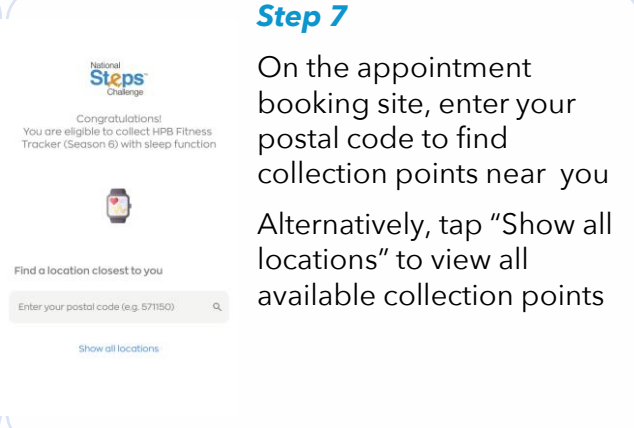 National
Steps™
Challenge
Congratulations!
You are eligible to collect HPB Fitness
Tracker (Season 6) with sleep function
Find a location closest to you
Enter your postal code (e.g. 571150)
Show all locations
Step 7
On the appointment
booking site, enter your
postal code to find
collection points near you
Alternatively, tap “Show all
locations” to view all
available collection points